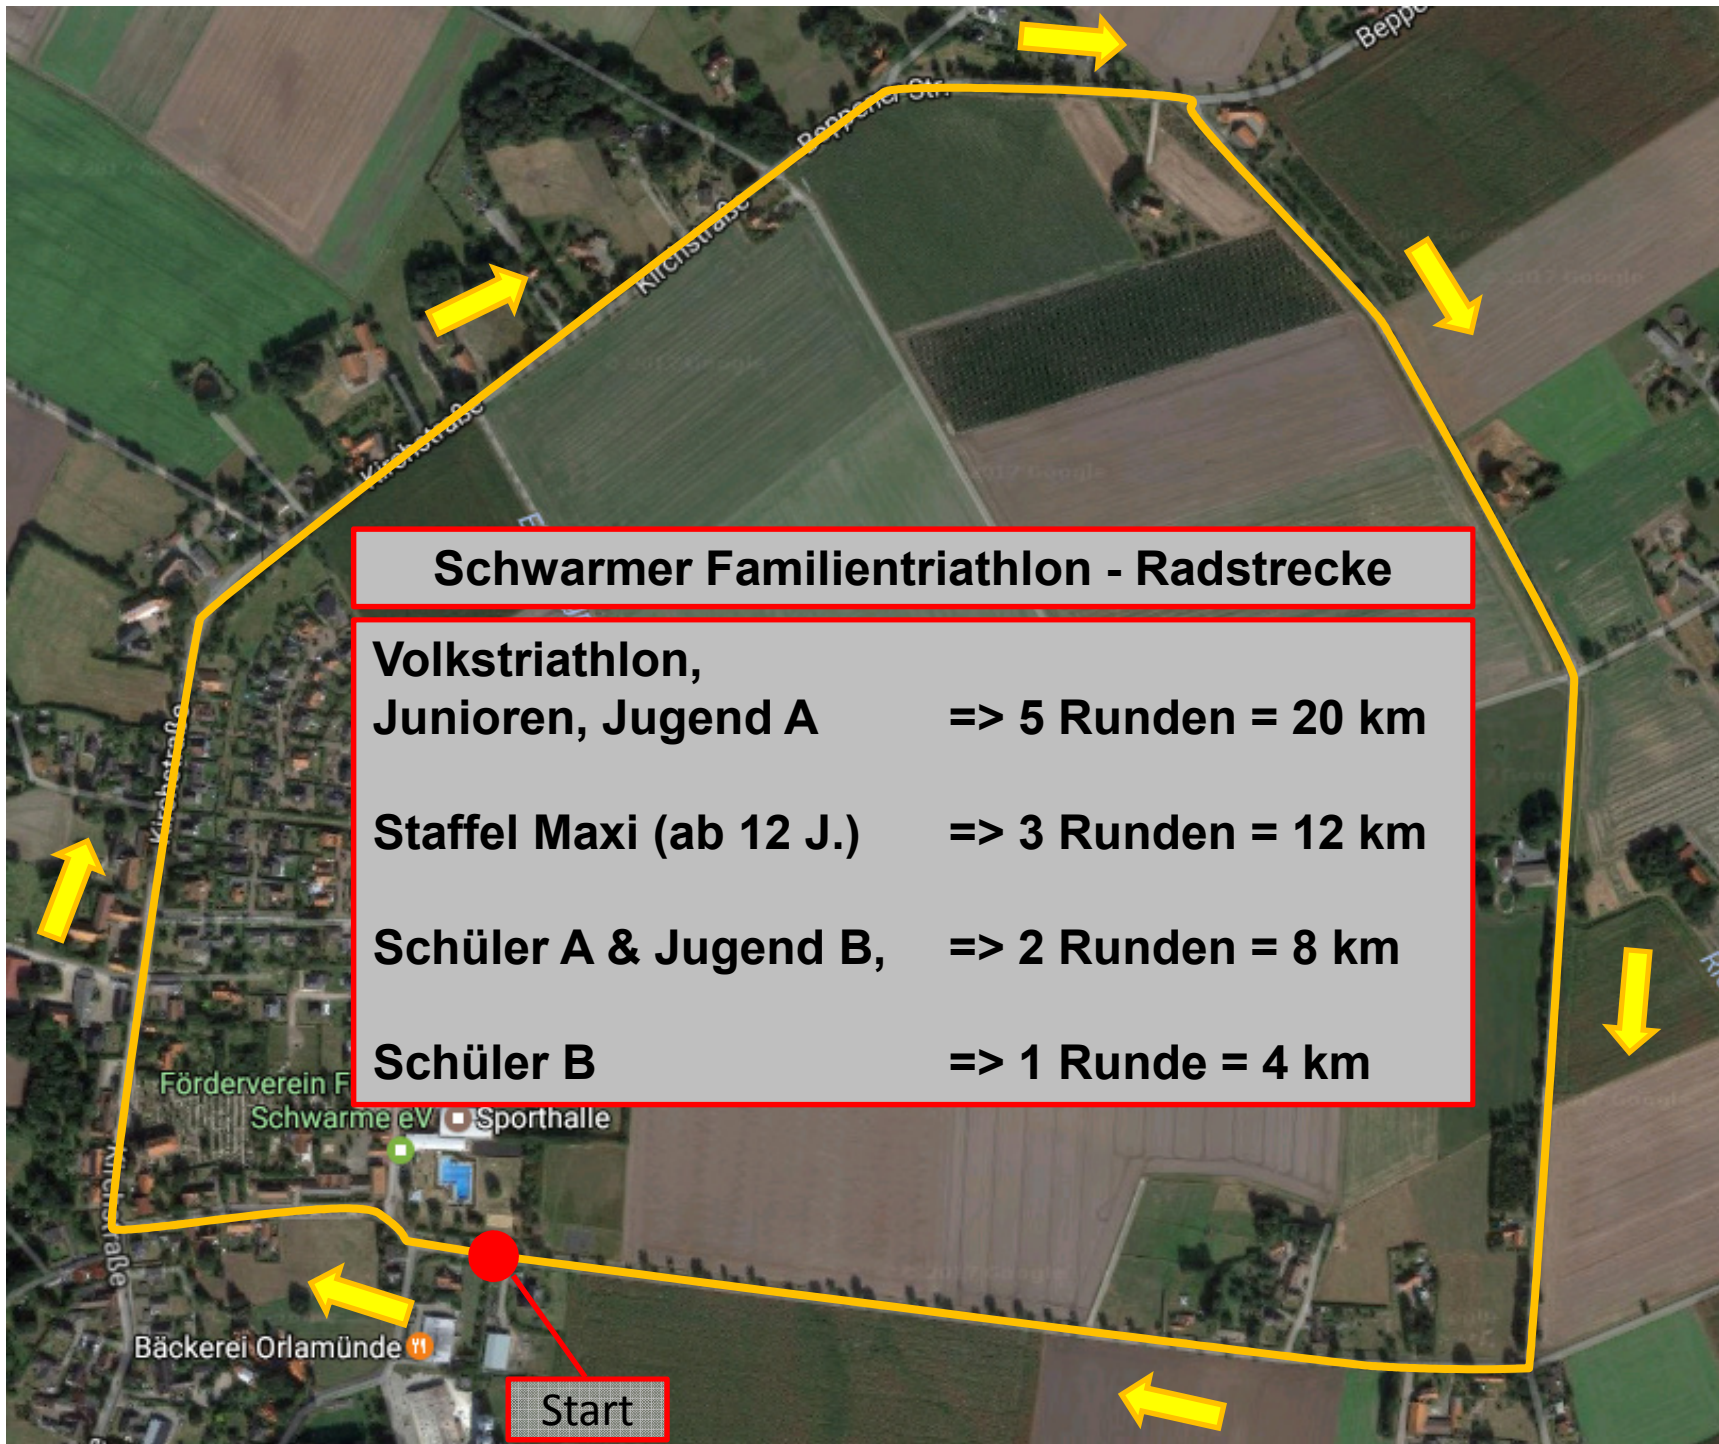 Beppe
Beppener Str.
Kirchstraße
Kirchstraße
Schwarmer Familientriathlon - Radstrecke
Volkstriathlon,
Junioren, Jugend A => 5 Runden = 20 km
Staffel Maxi (ab 12 J.) => 3 Runden = 12 km
Schüler A & Jugend B, => 2 Runden = 8 km
Schüler B => 1 Runde = 4 km
Kirchstraße
Förderverein F
Schwarme eV
Sporthalle
Kirchstraße
Bäckerei Orlamünde
Start